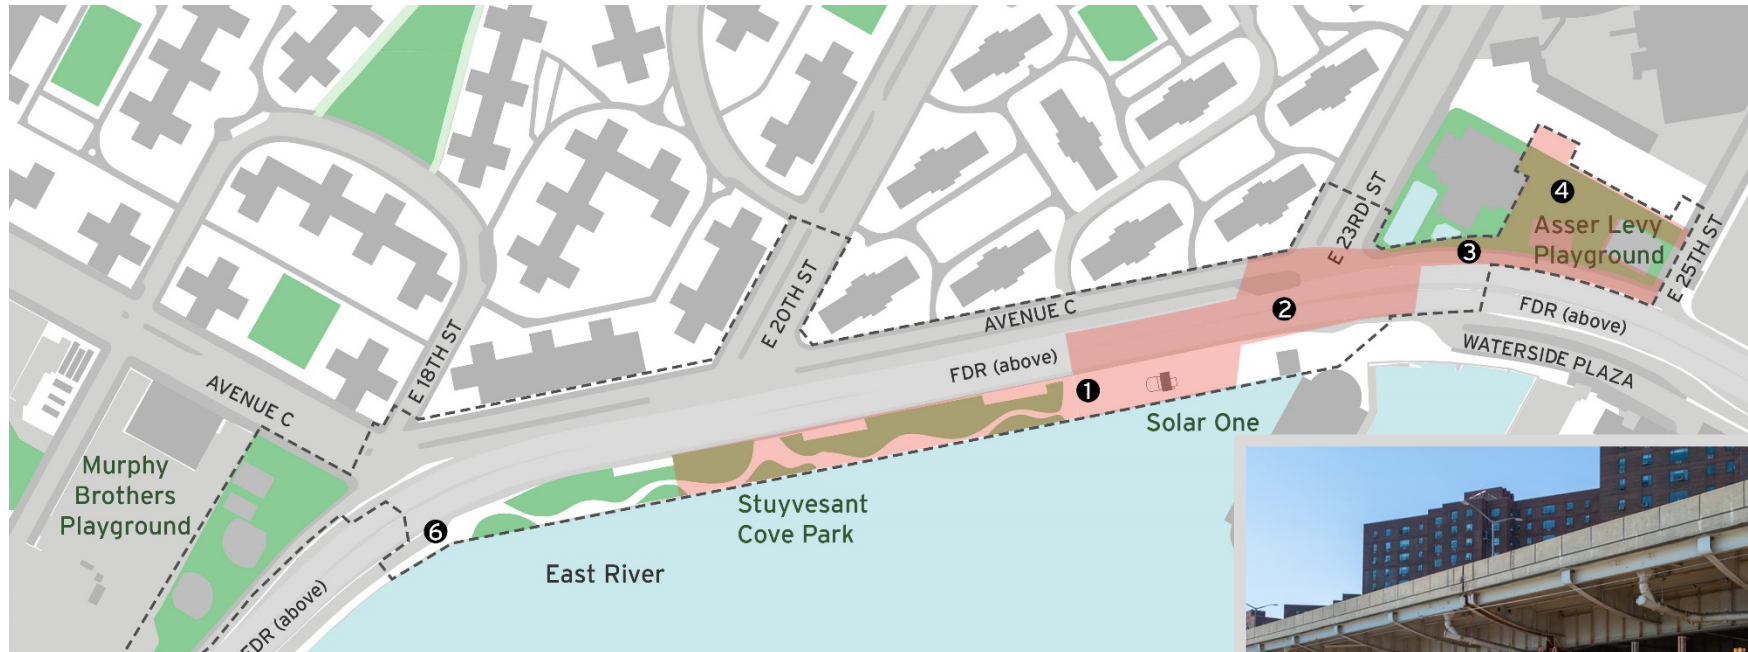 4
E 23RD ST
Asser Levy
Playground
3
E 25TH ST
2
AVENUE C
FDR (above)
E 20TH ST
WATERSIDE PLAZA
FDR (above)
E 18TH ST
1
AVENUE C
Solar One
Murphy
Brothers
Playground
Stuyvesant
Cove Park
6
East River
FDR (above)